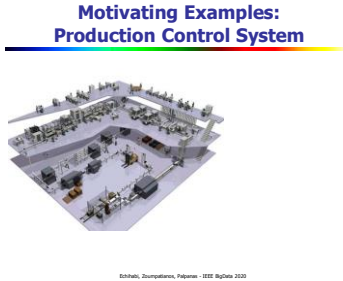 Motivating Examples:
Production Control System
Echihabi, Zoumpatianos, Palpanas - IEEE BigData 2020